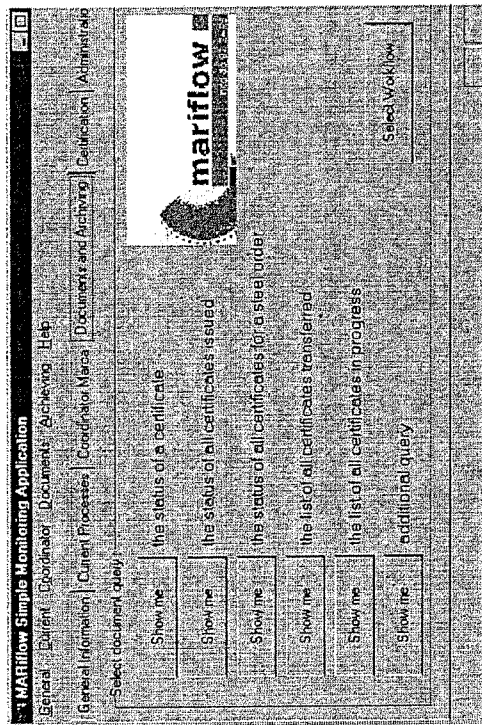 MARiflow Simple Monitoring Application
General Current Coordinator Documents Archieving Help
General Information Current Processes Coordinator Marca Documents and Archiving Certification Administrato
Select document query
mariflow
Show me the status of a certificate
Show me the status of all certificates issued
Show me the status of all certificates for a steel order
Show me the list of all certificates transferred
Show me the list of all certificates in progress
Show me additional query
Select Workflow